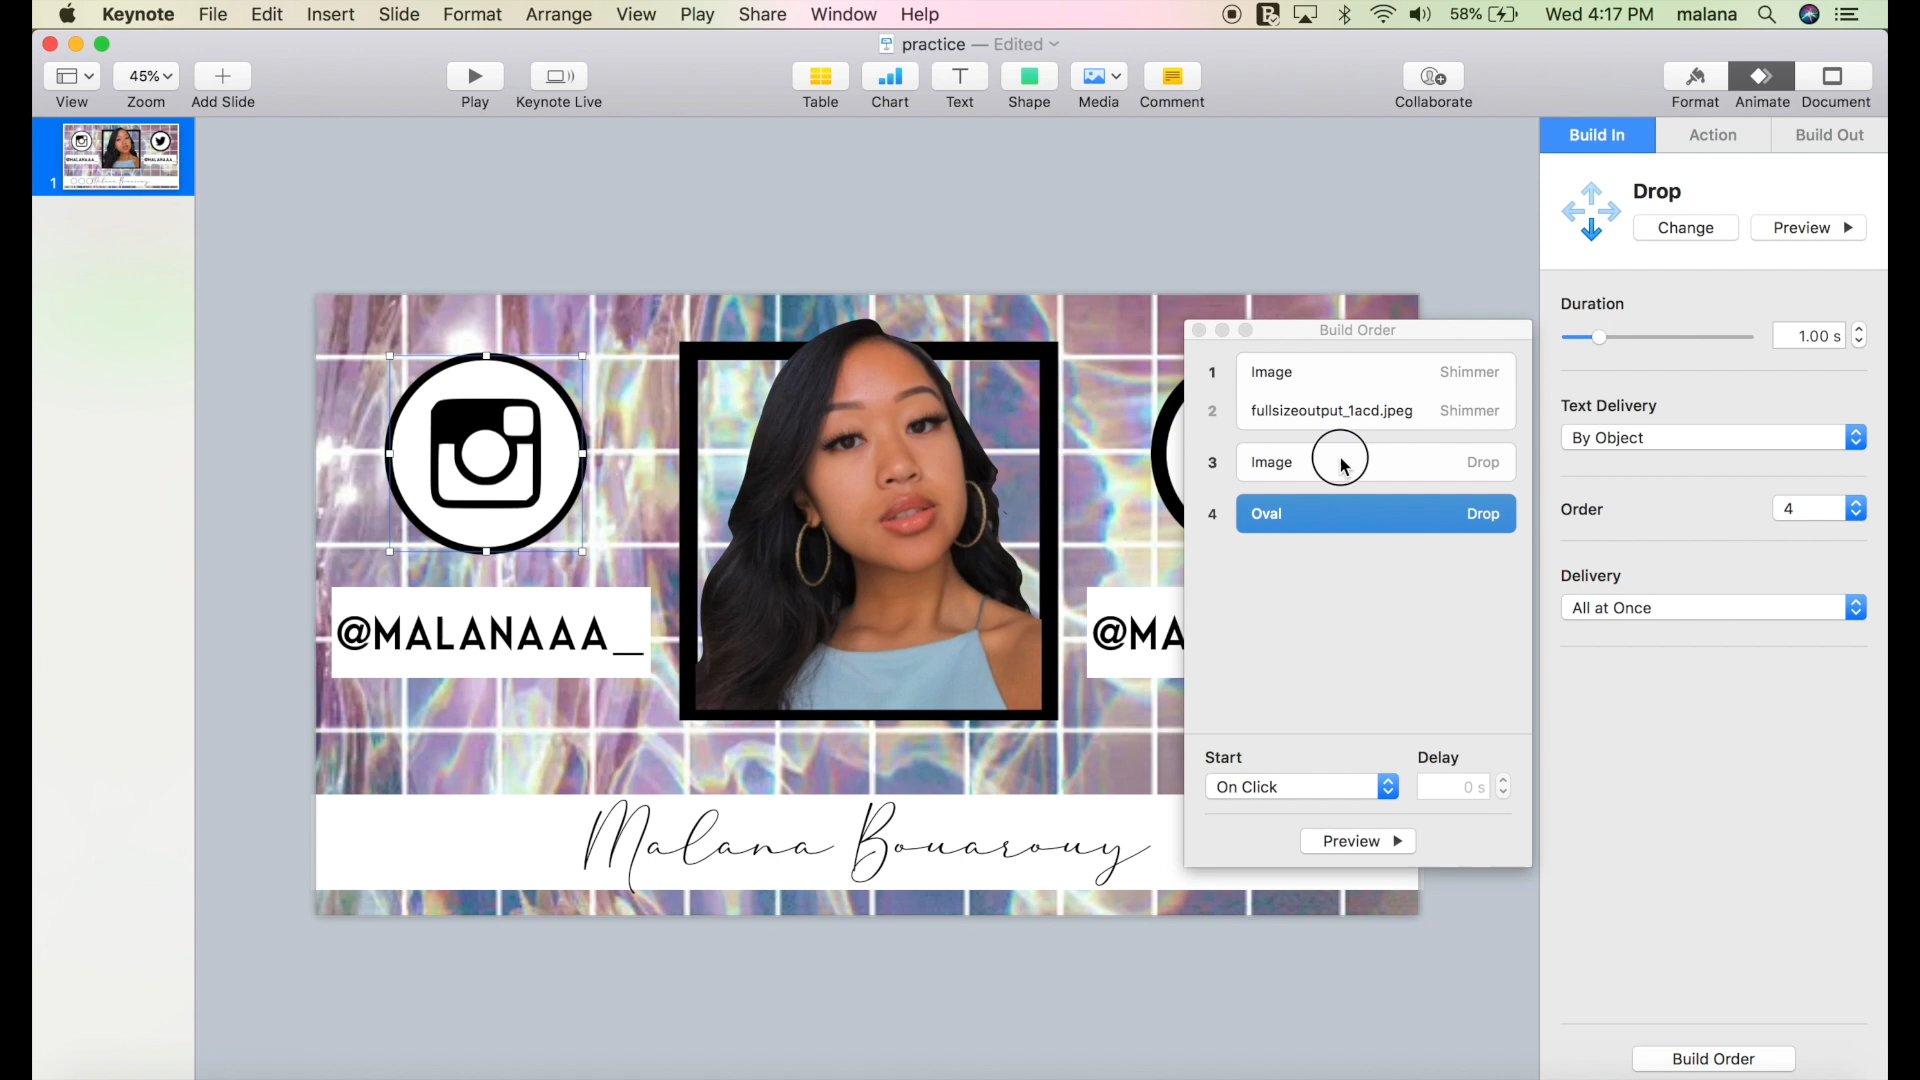 Keynote File Edit Insert Slide Format Arrange View Play Share Window Help 58% Wed 4:17 PM malana
practice — Edited
45%
View Zoom Add Slide Play Keynote Live Table Chart Text Shape Media Comment Collaborate Format Animate Document
Build In Action Build Out
1
Drop
Change Preview
Duration
1.00 s
Text Delivery
By Object
Order 4
Delivery
All at Once
Build Order
Build Order
1 Image Shimmer
2 fullsizeoutput_1acd.jpeg Shimmer
3 Image Drop
4 Oval Drop
Start Delay
On Click 0 s
Preview
@MALANAAA_
@MA
Malana Bouarouy